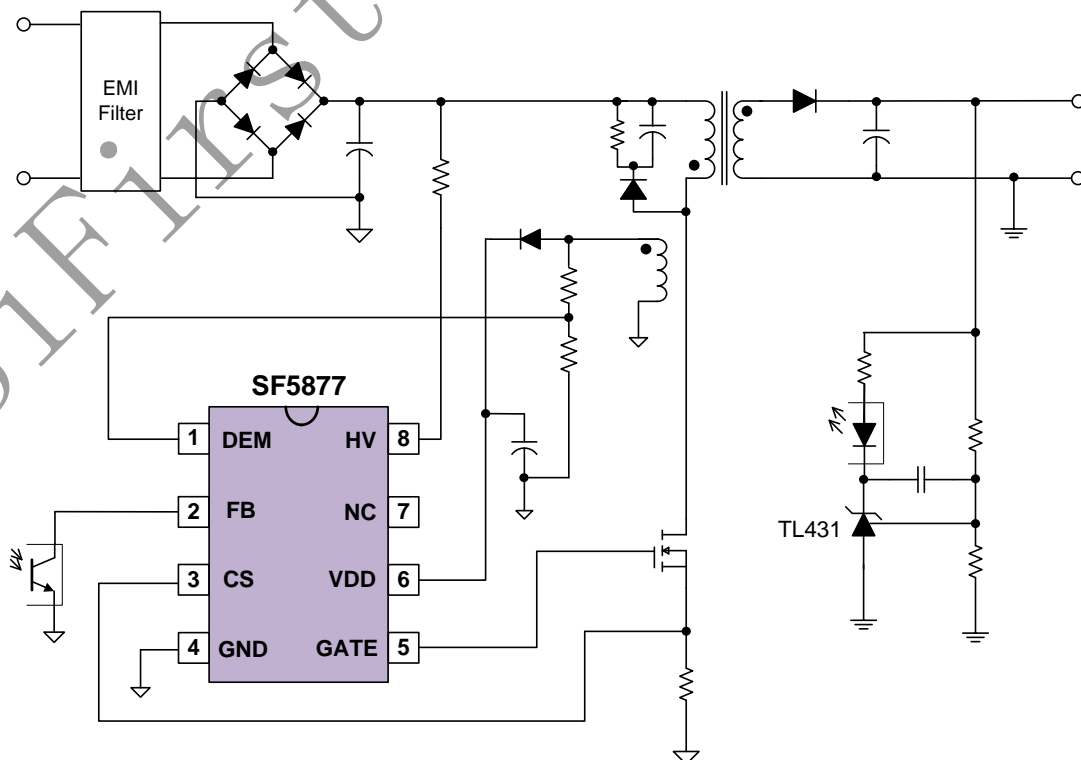 EMI
Filter
SF5877
1 DEM HV 8
2 FB NC 7
3 CS VDD 6
4 GND GATE 5
TL431